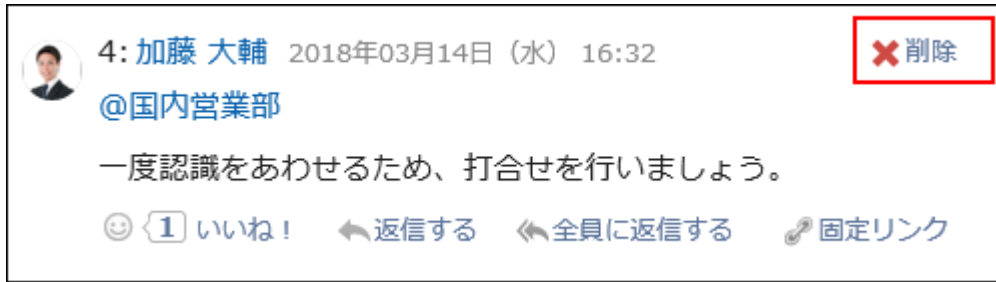 4: 加藤 大輔 2018年03月14日（水） 16:32 削除
@国内営業部
一度認識をあわせるため、打合せを行いましょう。
1 いいね！ 返信する 全員に返信する 固定リンク